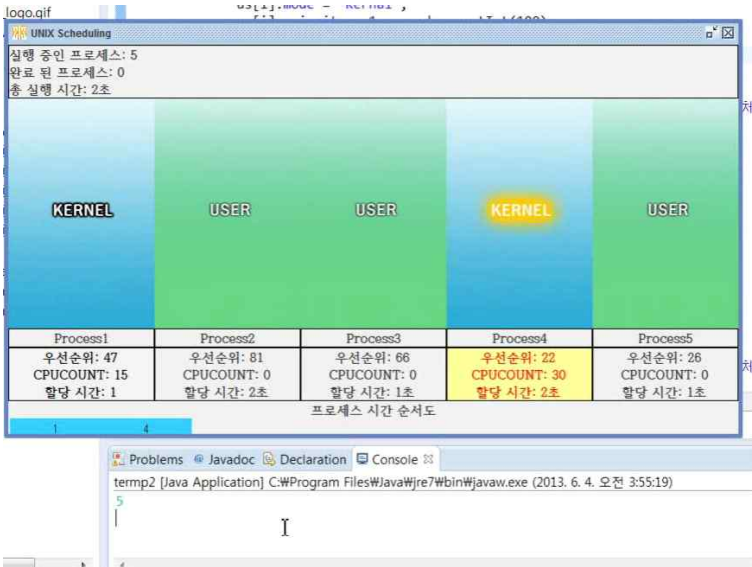 logo.gif
UNIX Scheduling
실행 중인 프로세스: 5
완료 된 프로세스: 0
총 실행 시간: 2초
KERNEL USER USER KERNEL USER
Process1 Process2 Process3 Process4 Process5
우선순위: 47 우선순위: 81 우선순위: 66 우선순위: 22 우선순위: 26
CPUCOUNT: 15 CPUCOUNT: 0 CPUCOUNT: 0 CPUCOUNT: 30 CPUCOUNT: 0
할당 시간: 1 할당 시간: 2초 할당 시간: 1초 할당 시간: 2초 할당 시간: 1초
프로세스 시간 순서도
1 4
Problems @ Javadoc Declaration Console
termp2 [Java Application] C:₩Program Files₩Java₩jre7₩bin₩javaw.exe (2013. 6. 4. 오전 3:55:19)
5